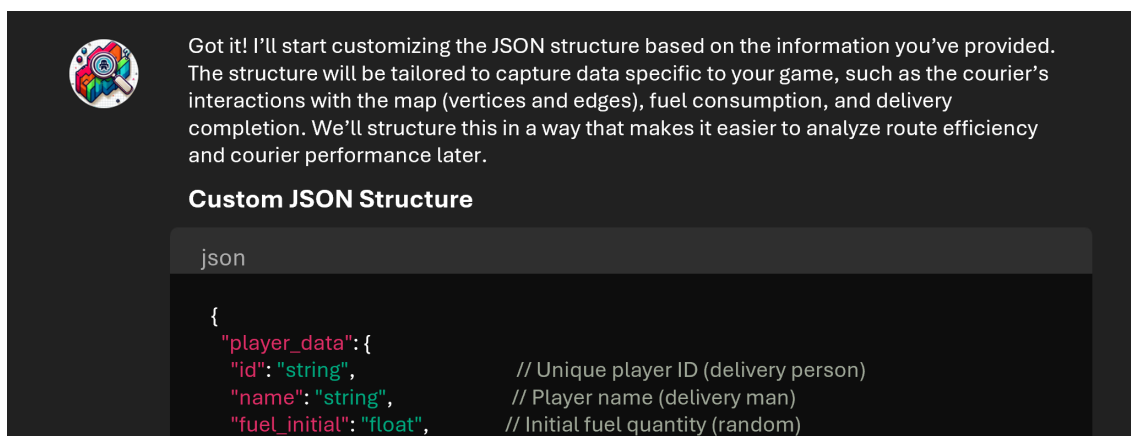 Got it! I’ll start customizing the JSON structure based on the information you’ve provided.
The structure will be tailored to capture data specific to your game, such as the courier’s
interactions with the map (vertices and edges), fuel consumption, and delivery
completion. We’ll structure this in a way that makes it easier to analyze route efficiency
and courier performance later.
Custom JSON Structure
json
{
"player_data": {
"id": "string", // Unique player ID (delivery person)
"name": "string", // Player name (delivery man)
"fuel_initial": "float", // Initial fuel quantity (random)